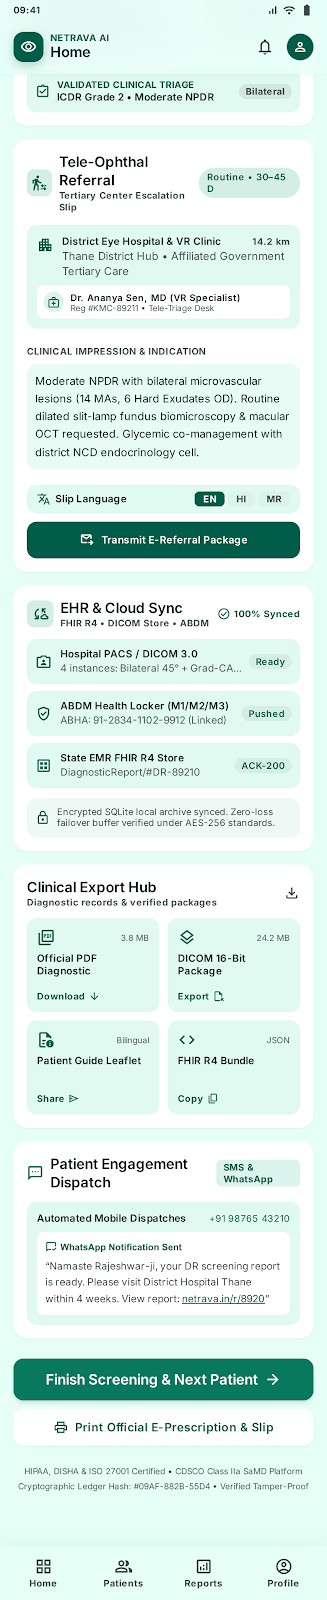 09:41
NETRAVA AI
Home
VALIDATED CLINICAL TRIAGE
ICDR Grade 2 • Moderate NPDR
Bilateral
Tele-Ophthal
Referral
Tertiary Center Escalation
Slip
Routine • 30–45
D
District Eye Hospital & VR Clinic
14.2 km
Thane District Hub • Affiliated Government
Tertiary Care
Dr. Ananya Sen, MD (VR Specialist)
Reg #KMC-89211 • Tele-Triage Desk
CLINICAL IMPRESSION & INDICATION
Moderate NPDR with bilateral microvascular
lesions (14 MAs, 6 Hard Exudates OD). Routine
dilated slit-lamp fundus biomicroscopy & macular
OCT requested. Glycemic co-management with
district NCD endocrinology cell.
Slip Language
EN
HI
MR
Transmit E-Referral Package
EHR & Cloud Sync
FHIR R4 • DICOM Store • ABDM
100% Synced
Hospital PACS / DICOM 3.0
4 instances: Bilateral 45° + Grad-CA...
Ready
ABDM Health Locker (M1/M2/M3)
ABHA: 91-2834-1102-9912 (Linked)
Pushed
State EMR FHIR R4 Store
DiagnosticReport/#DR-89210
ACK-200
Encrypted SQLite local archive synced. Zero-loss
failover buffer verified under AES-256 standards.
Clinical Export Hub
Diagnostic records & verified packages
PDF
3.8 MB
Official PDF
Diagnostic
Download
24.2 MB
DICOM 16-Bit
Package
Export
Bilingual
Patient Guide Leaflet
Share
JSON
FHIR R4 Bundle
Copy
Patient Engagement
Dispatch
SMS &
WhatsApp
Automated Mobile Dispatches
+91 98765 43210
WhatsApp Notification Sent
“Namaste Rajeshwar-ji, your DR screening report
is ready. Please visit District Hospital Thane
within 4 weeks. View report: netrava.in/r/8920”
Finish Screening & Next Patient
Print Official E-Prescription & Slip
HIPAA, DISHA & ISO 27001 Certified • CDSCO Class IIa SaMD Platform
Cryptographic Ledger Hash: #09AF-882B-55D4 • Verified Tamper-Proof
Home
Patients
Reports
Profile